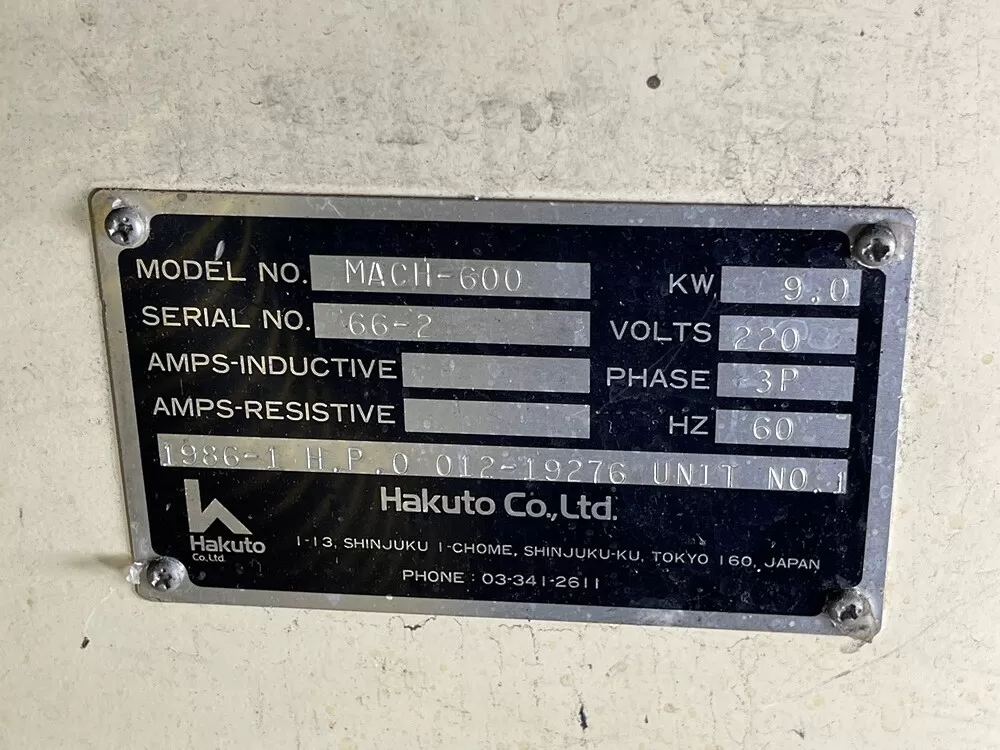 MODEL NO. MACH-600
KW 9.0
SERIAL NO. 66-2
VOLTS 220
AMPS-INDUCTIVE
PHASE 3P
AMPS-RESISTIVE
HZ 60
1986-1 H.P.O 012-19276 UNIT NO.1
Hakuto Co.,Ltd.
Hakuto
Co.,Ltd.
1-13, SHINJUKU 1-CHOME, SHINJUKU-KU, TOKYO 160, JAPAN
PHONE : 03-341-2611